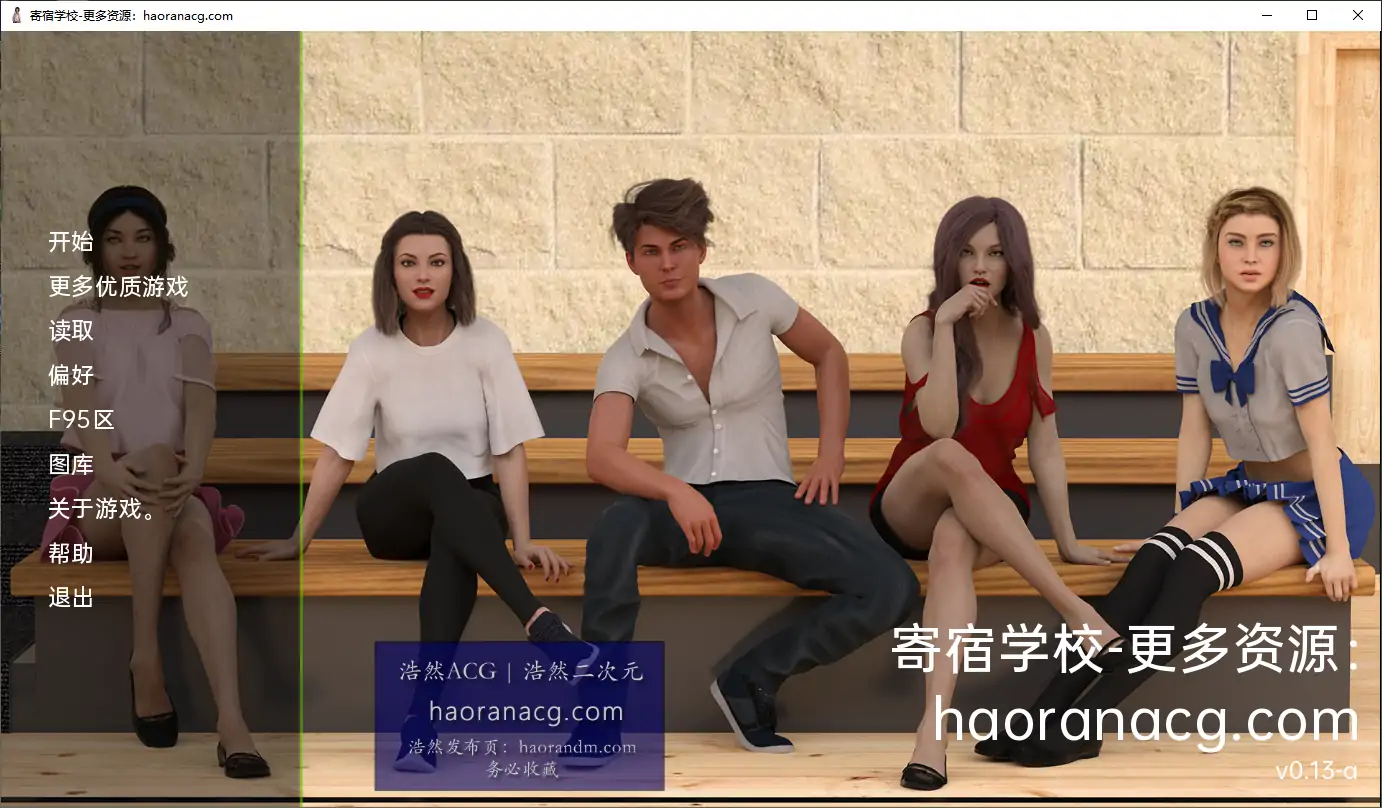 寄宿学校-更多资源：haoranacg.com
开始
更多优质游戏
读取
偏好
F95区
图库
关于游戏。
帮助
退出
浩然ACG | 浩然二次元
haoranacg.com
浩然发布页：haorandm.com
务必收藏
寄宿学校-更多资源：
haoranacg.com
v0.13-a